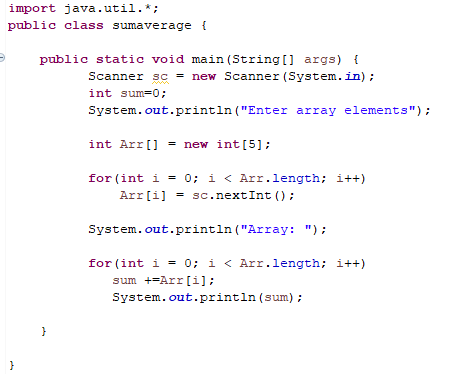 import java.util.*;
public class sumaverage {
public static void main(String[] args) {
Scanner sc = new Scanner(System.in);
int sum=0;
System.out.println("Enter array elements");
int Arr[] = new int[5];
for(int i = 0; i < Arr.length; i++)
Arr[i] = sc.nextInt();
System.out.println("Array: ");
for(int i = 0; i < Arr.length; i++)
sum +=Arr[i];
System.out.println(sum);
}
}